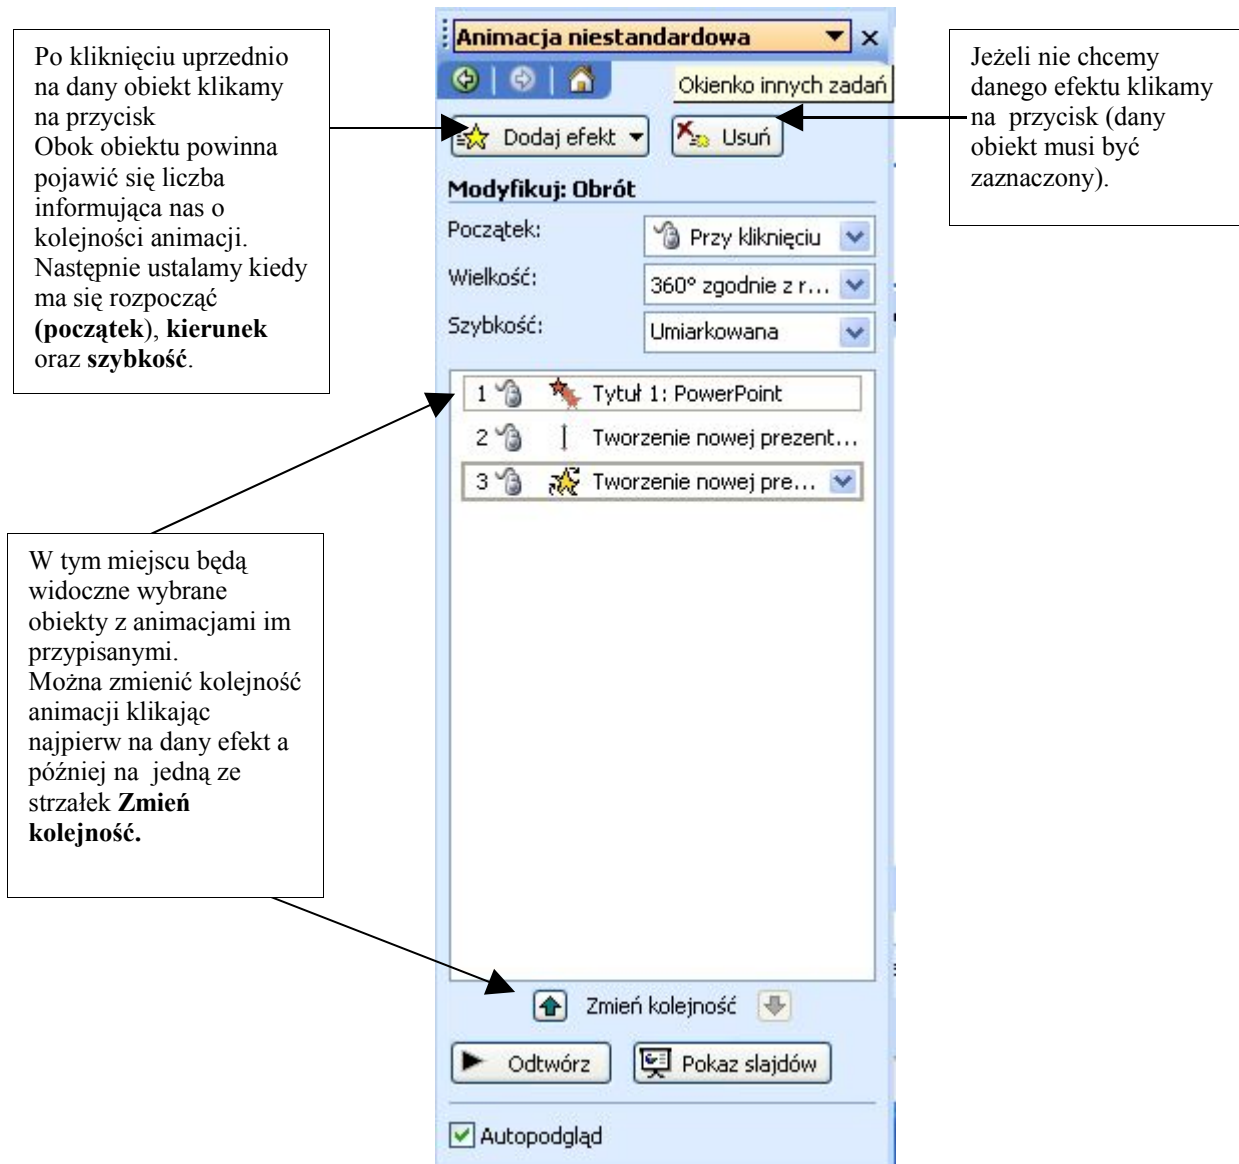 Po kliknięciu uprzednio
na dany obiekt klikamy
na przycisk
Obok obiektu powinna
pojawić się liczba
informująca nas o
kolejności animacji.
Następnie ustalamy kiedy
ma się rozpocząć
(początek), kierunek
oraz szybkość.
W tym miejscu będą
widoczne wybrane
obiekty z animacjami im
przypisanymi.
Można zmienić kolejność
animacji klikając
najpierw na dany efekt a
później na jedną ze
strzałek Zmień
kolejność.
Animacja niestandardowa
Okienko innych zadań
Dodaj efekt
Usuń
Modyfikuj: Obrót
Początek:
Przy kliknięciu
Wielkość:
360° zgodnie z r...
Szybkość:
Umiarkowana
1 Tytuł 1: PowerPoint
2 Tworzenie nowej prezent...
3 Tworzenie nowej pre...
Zmień kolejność
Odtwórz
Pokaz slajdów
Autopodgląd
Jeżeli nie chcemy
danego efektu klikamy
na przycisk (dany
obiekt musi być
zaznaczony).